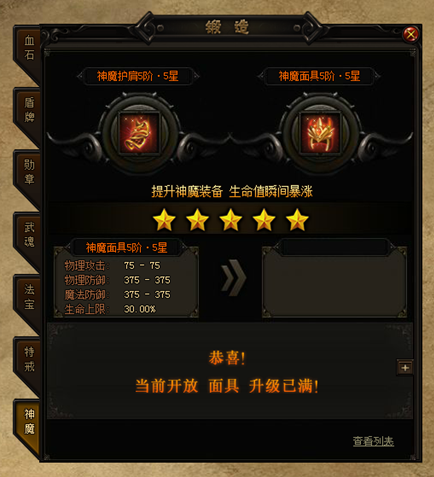 锻造
血石
盾牌
勋章
武魂
法宝
特戒
神魔
神魔护肩5阶·5星
神魔面具5阶·5星
提升神魔装备 生命值瞬间暴涨
神魔面具5阶·5星
物理攻击 75 - 75
物理防御 375 - 375
魔法防御 375 - 375
生命上限 30.00%
恭喜!
当前开放 面具 升级已满!
查看列表